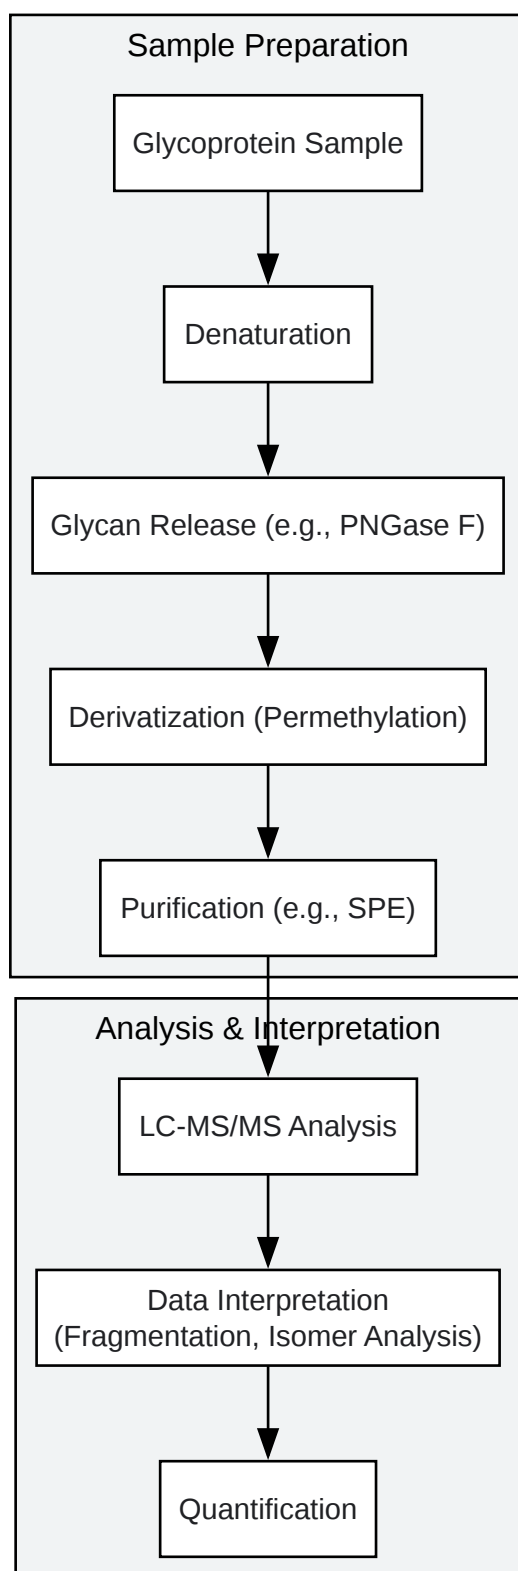 Sample Preparation
Glycoprotein Sample
Denaturation
Glycan Release (e.g., PNGase F)
Derivatization (Permethylation)
Purification (e.g., SPE)
Analysis & Interpretation
LC-MS/MS Analysis
Data Interpretation
(Fragmentation, Isomer Analysis)
Quantification